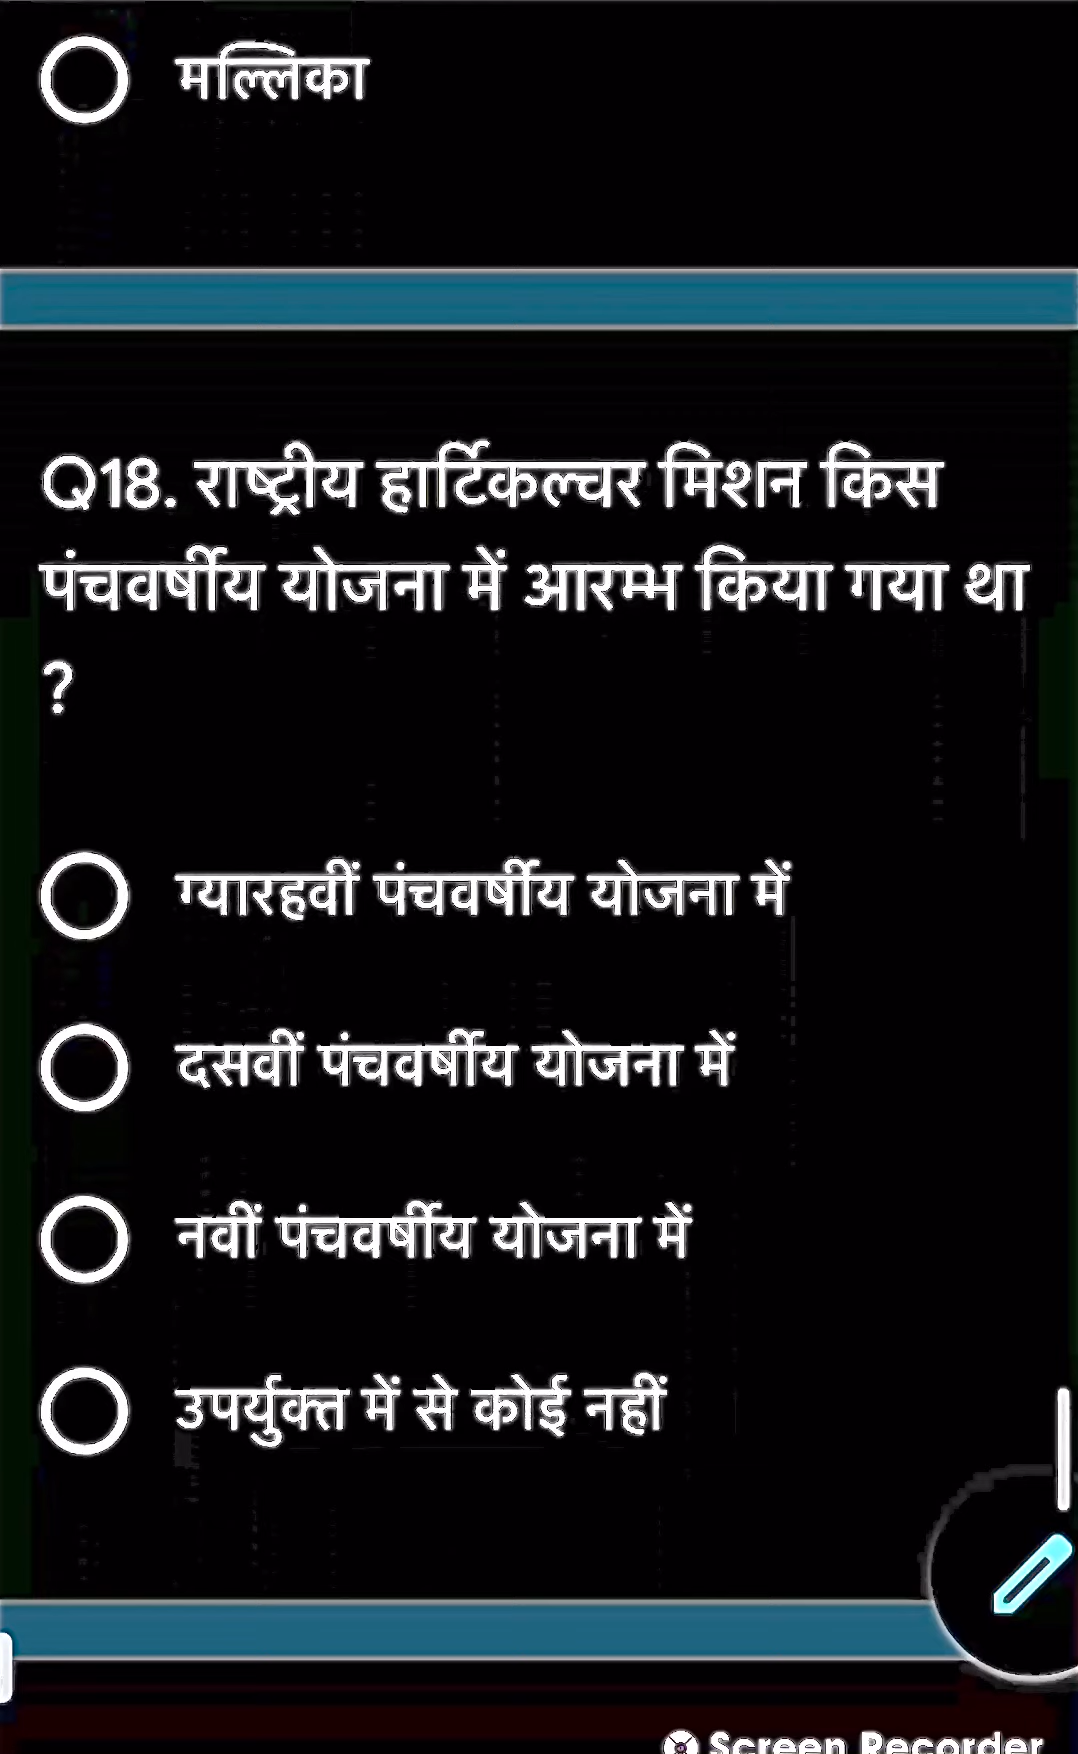 मल्लिका
Q18. राष्ट्रीय हार्टिकल्चर मिशन किस
पंचवर्षीय योजना में आरम्भ किया गया था
?
ग्यारहवीं पंचवर्षीय योजना में
दसवीं पंचवर्षीय योजना में
नवीं पंचवर्षीय योजना में
उपर्युक्त में से कोई नहीं
Screen Recorder